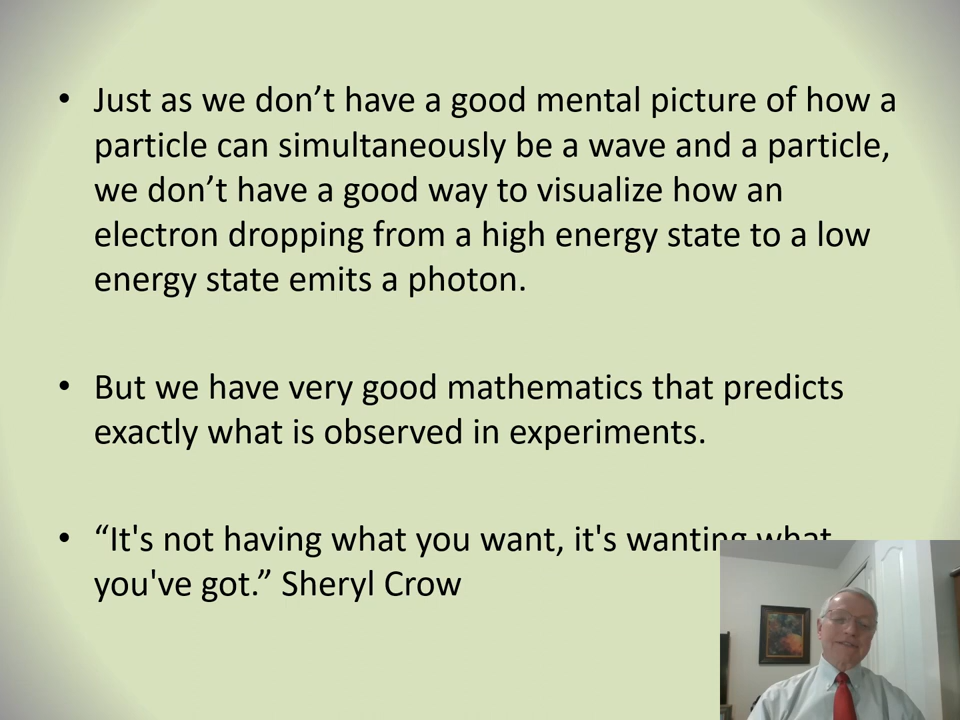 • Just as we don’t have a good mental picture of how a
particle can simultaneously be a wave and a particle,
we don’t have a good way to visualize how an
electron dropping from a high energy state to a low
energy state emits a photon.
• But we have very good mathematics that predicts
exactly what is observed in experiments.
• “It's not having what you want, it's wanting what
you've got.” Sheryl Crow